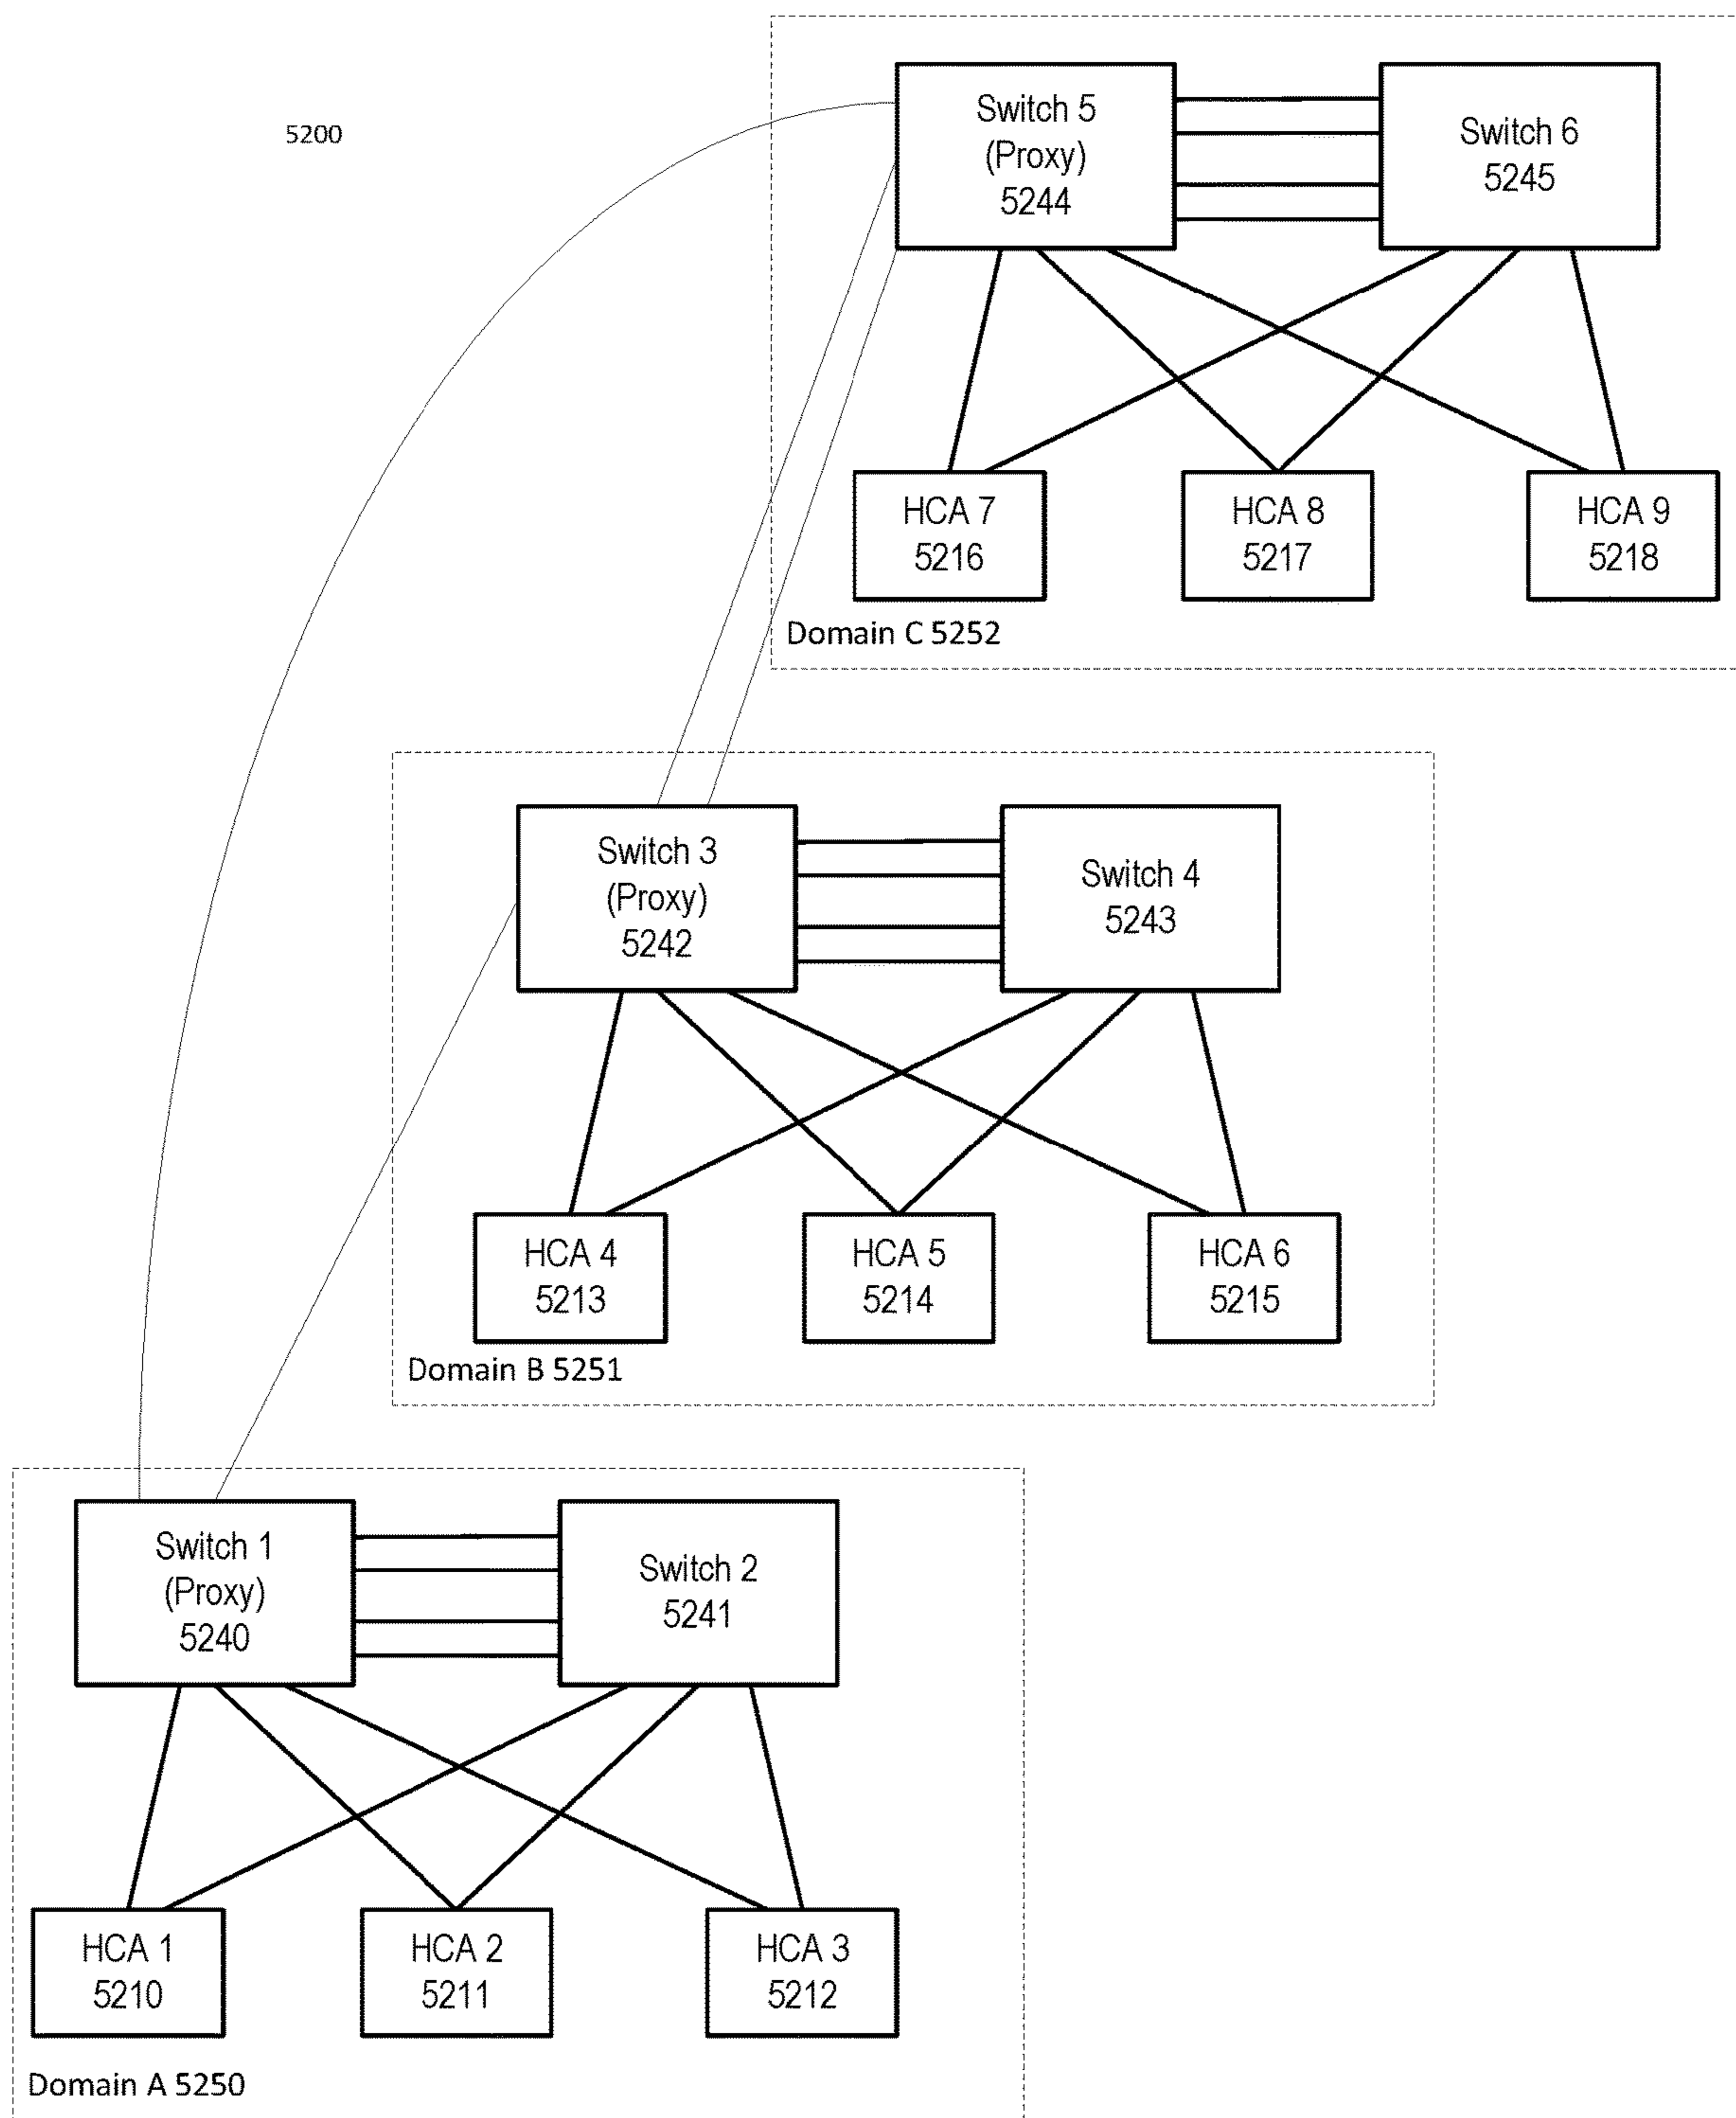 5200
Switch 5
(Proxy)
5244
Switch 6
5245
HCA 7
5216
HCA 8
5217
HCA 9
5218
Domain C 5252
Switch 3
(Proxy)
5242
Switch 4
5243
HCA 4
5213
HCA 5
5214
HCA 6
5215
Domain B 5251
Switch 1
(Proxy)
5240
Switch 2
5241
HCA 1
5210
HCA 2
5211
HCA 3
5212
Domain A 5250